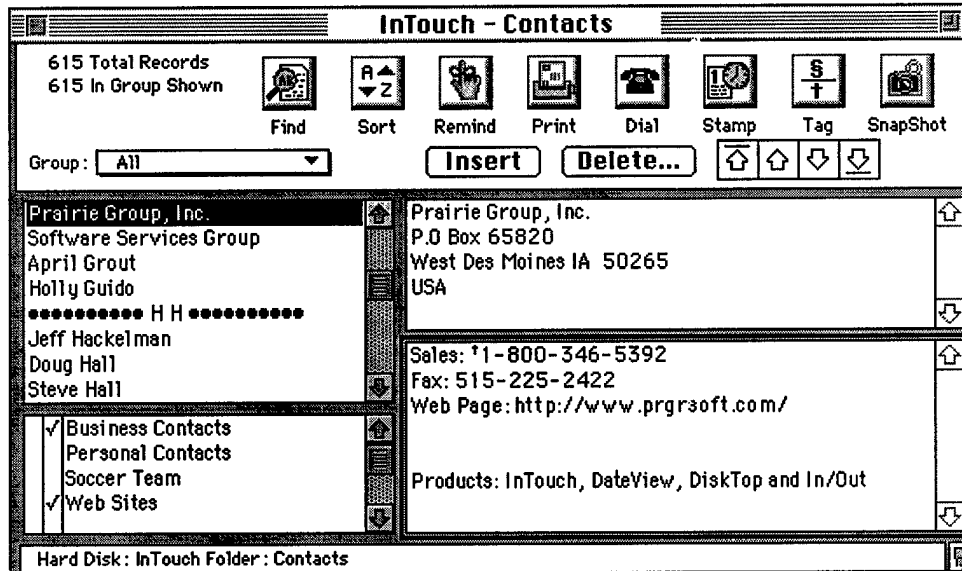 InTouch - Contacts
615 Total Records
615 In Group Shown
Find
Sort
Remind
Print
Dial
Stamp
Tag
SnapShot
Group: All
Insert
Delete...
Prairie Group, Inc.
Software Services Group
April Grout
Holly Guido
•••••••••• H H ••••••••••
Jeff Hackelman
Doug Hall
Steve Hall
Prairie Group, Inc.
P.O Box 65820
West Des Moines IA 50265
USA
Sales: †1-800-346-5392
Fax: 515-225-2422
Web Page: http://www.prgrsoft.com/
Products: InTouch, DateView, DiskTop and In/Out
√ Business Contacts
Personal Contacts
Soccer Team
√ Web Sites
Hard Disk: InTouch Folder: Contacts